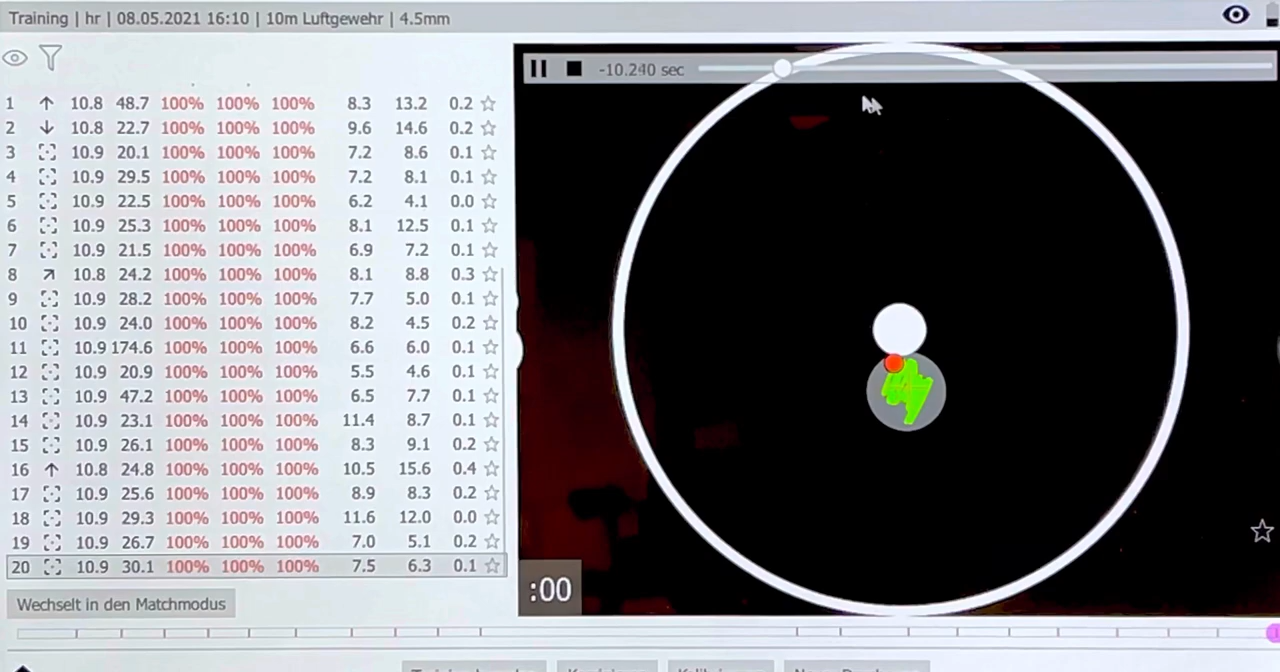 Training | hr | 08.05.2021 16:10 | 10m Luftgewehr | 4.5mm
-10.240 sec
1 ↑ 10.8 48.7 100% 100% 100% 8.3 13.2 0.2
2 ↓ 10.8 22.7 100% 100% 100% 9.6 14.6 0.2
3 10.9 20.1 100% 100% 100% 7.2 8.6 0.1
4 10.9 29.5 100% 100% 100% 7.2 8.1 0.1
5 10.9 22.5 100% 100% 100% 6.2 4.1 0.0
6 10.9 25.3 100% 100% 100% 8.1 12.5 0.1
7 10.9 21.5 100% 100% 100% 6.9 7.2 0.1
8 ↗ 10.8 24.2 100% 100% 100% 8.1 8.8 0.3
9 10.9 28.2 100% 100% 100% 7.7 5.0 0.1
10 10.9 24.0 100% 100% 100% 8.2 4.5 0.2
11 10.9 174.6 100% 100% 100% 6.6 6.0 0.1
12 10.9 20.9 100% 100% 100% 5.5 4.6 0.1
13 10.9 47.2 100% 100% 100% 6.5 7.7 0.1
14 10.9 23.1 100% 100% 100% 11.4 8.7 0.1
15 10.9 26.1 100% 100% 100% 8.3 9.1 0.2
16 ↑ 10.8 24.8 100% 100% 100% 10.5 15.6 0.4
17 10.9 25.6 100% 100% 100% 8.9 8.3 0.2
18 10.9 29.3 100% 100% 100% 11.6 12.0 0.0
19 10.9 26.7 100% 100% 100% 7.0 5.1 0.2
20 10.9 30.1 100% 100% 100% 7.5 6.3 0.1
:00
Wechselt in den Matchmodus